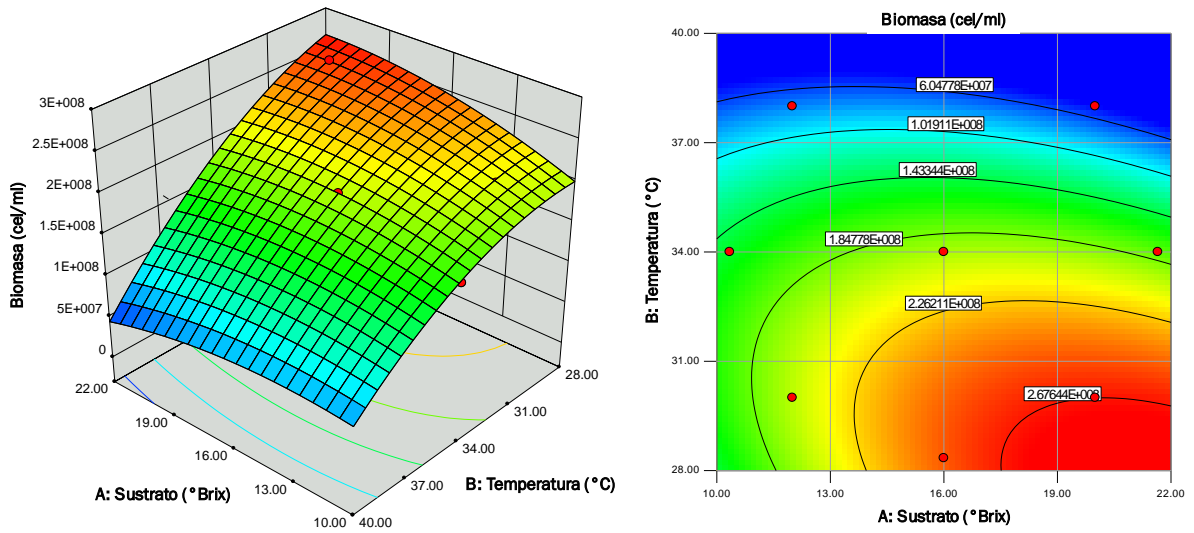 3E+008
2.5E+008
2E+008
1.5E+008
1E+008
5E+007
0
Biomasa (cel/ml)
22.00
19.00
16.00
13.00
10.00
A: Sustrato (°Brix)
28.00
31.00
34.00
37.00
40.00
B: Temperatura (°C)
Biomasa (cel/ml)
40.00
37.00
34.00
31.00
28.00
B: Temperatura (°C)
6.04778E+007
1.01911E+008
1.43344E+008
1.84778E+008
2.26211E+008
2.67644E+008
10.00
13.00
16.00
19.00
22.00
A: Sustrato (°Brix)